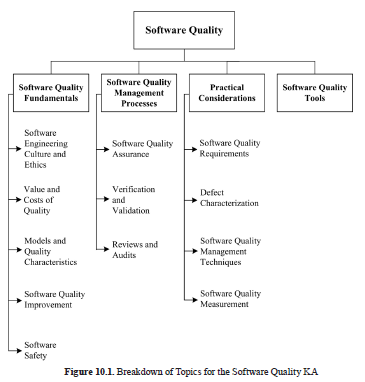 Software Quality
Software Quality
Fundamentals
Software Quality
Management
Processes
Practical
Considerations
Software Quality
Tools
Software
Engineering
Culture and
Ethics
Value and
Costs of
Quality
Models and
Quality
Characteristics
Software Quality
Improvement
Software
Safety
Software Quality
Assurance
Verification
and
Validation
Reviews and
Audits
Software Quality
Requirements
Defect
Characterization
Software Quality
Management
Techniques
Software Quality
Measurement
Figure 10.1. Breakdown of Topics for the Software Quality KA